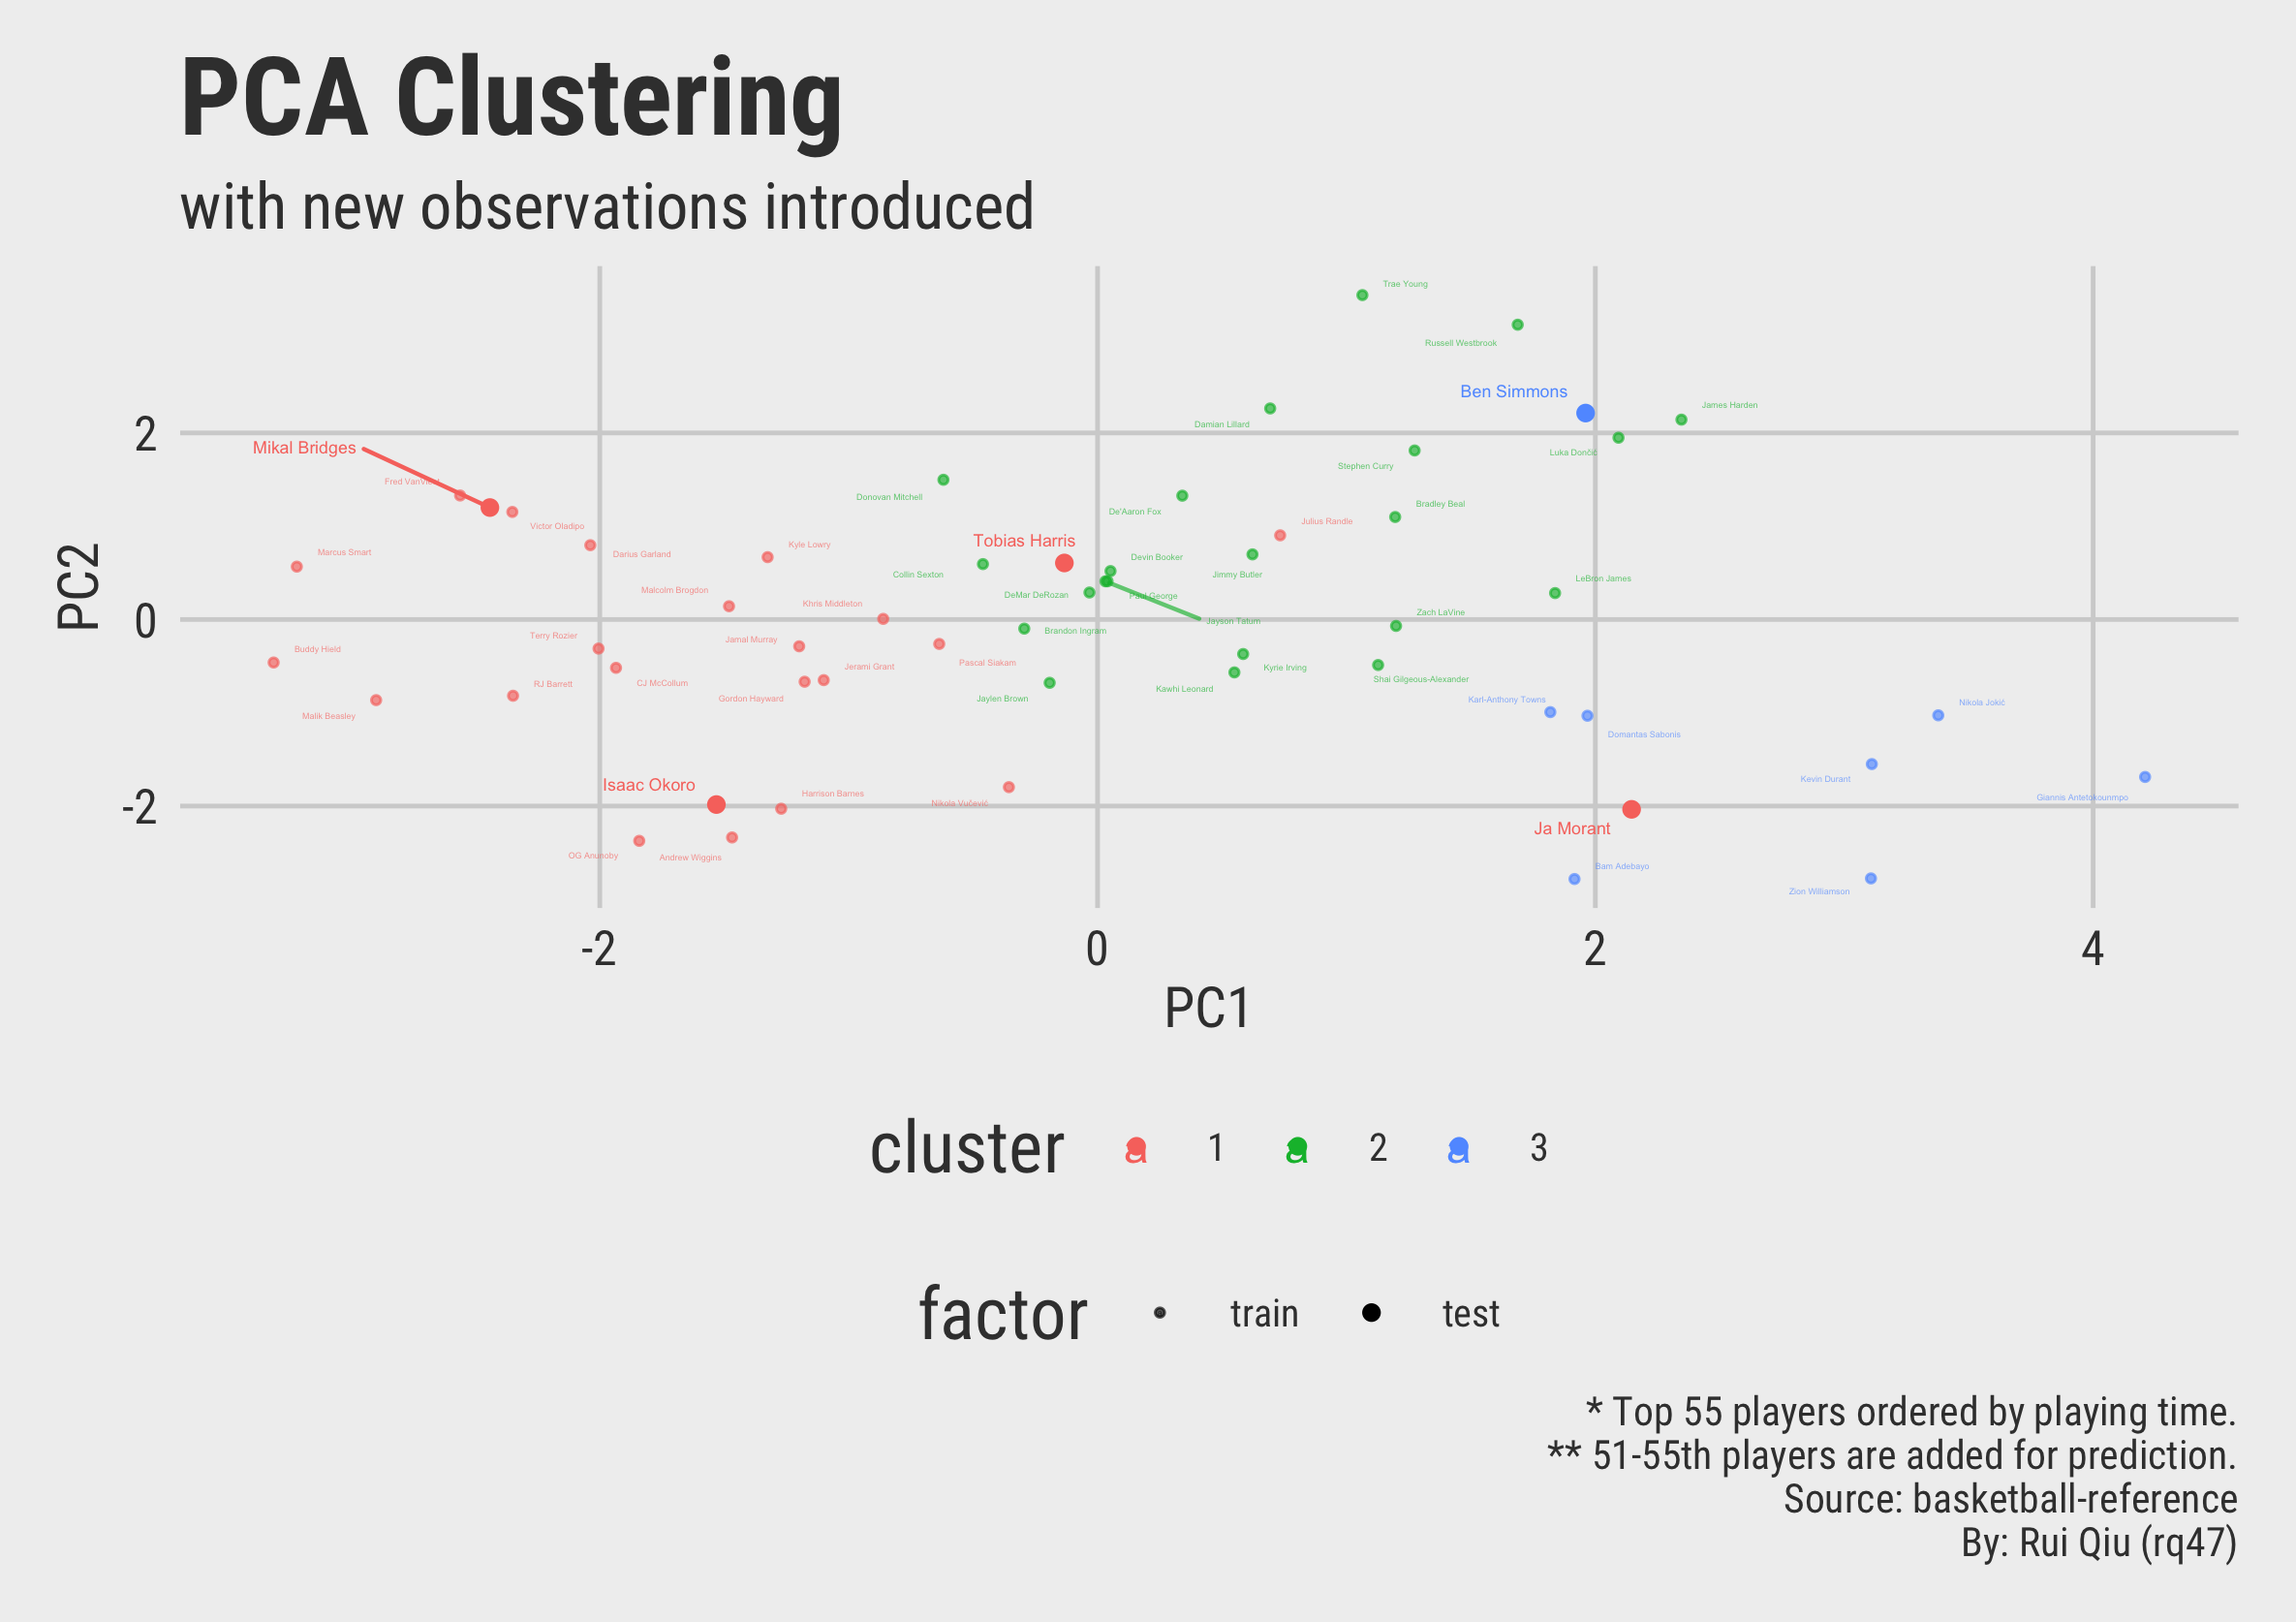 PCA Clustering
with new observations introduced
Trae Young
Russell Westbrook
Ben Simmons
James Harden
Damian Lillard
2
Mikal Bridges
Luka Dončić
Stephen Curry
Fred VanVleet
Donovan Mitchell
Bradley Beal
De'Aaron Fox
Julius Randle
Victor Oladipo
Tobias Harris
Kyle Lowry
Marcus Smart
Darius Garland
Devin Booker
Collin Sexton
Jimmy Butler
LeBron James
Malcolm Brogdon
DeMar DeRozan
Paul George
Khris Middleton
Zach LaVine
PC2
0
Jayson Tatum
Brandon Ingram
Terry Rozier
Jamal Murray
Buddy Hield
Pascal Siakam
Jerami Grant
Kyrie Irving
Shai Gilgeous-Alexander
RJ Barrett
CJ McCollum
Kawhi Leonard
Gordon Hayward
Jaylen Brown
Karl-Anthony Towns
Nikola Jokić
Malik Beasley
Domantas Sabonis
Kevin Durant
Isaac Okoro
Harrison Barnes
Giannis Antetokounmpo
Nikola Vučević
-2
Ja Morant
OG Anunoby
Andrew Wiggins
Bam Adebayo
Zion Williamson
-2 0 2 4
PC1
cluster a 1 a 2 a 3
factor train test
* Top 55 players ordered by playing time.
** 51-55th players are added for prediction.
Source: basketball-reference
By: Rui Qiu (rq47)